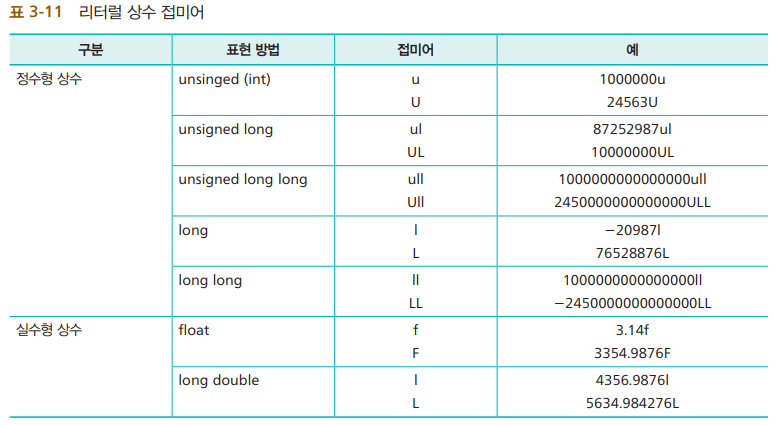 표 3-11 리터럴 상수 접미어
구분 표현 방법 접미어 예
정수형 상수 unsinged (int) u 1000000u
U 24563U
unsigned long ul 87252987ul
UL 10000000UL
unsigned long long ull 1000000000000000ull
Ull 2450000000000000ULL
long l −20987l
L 76528876L
long long ll 1000000000000000ll
LL −2450000000000000LL
실수형 상수 float f 3.14f
F 3354.9876F
long double l 4356.9876l
L 5634.984276L